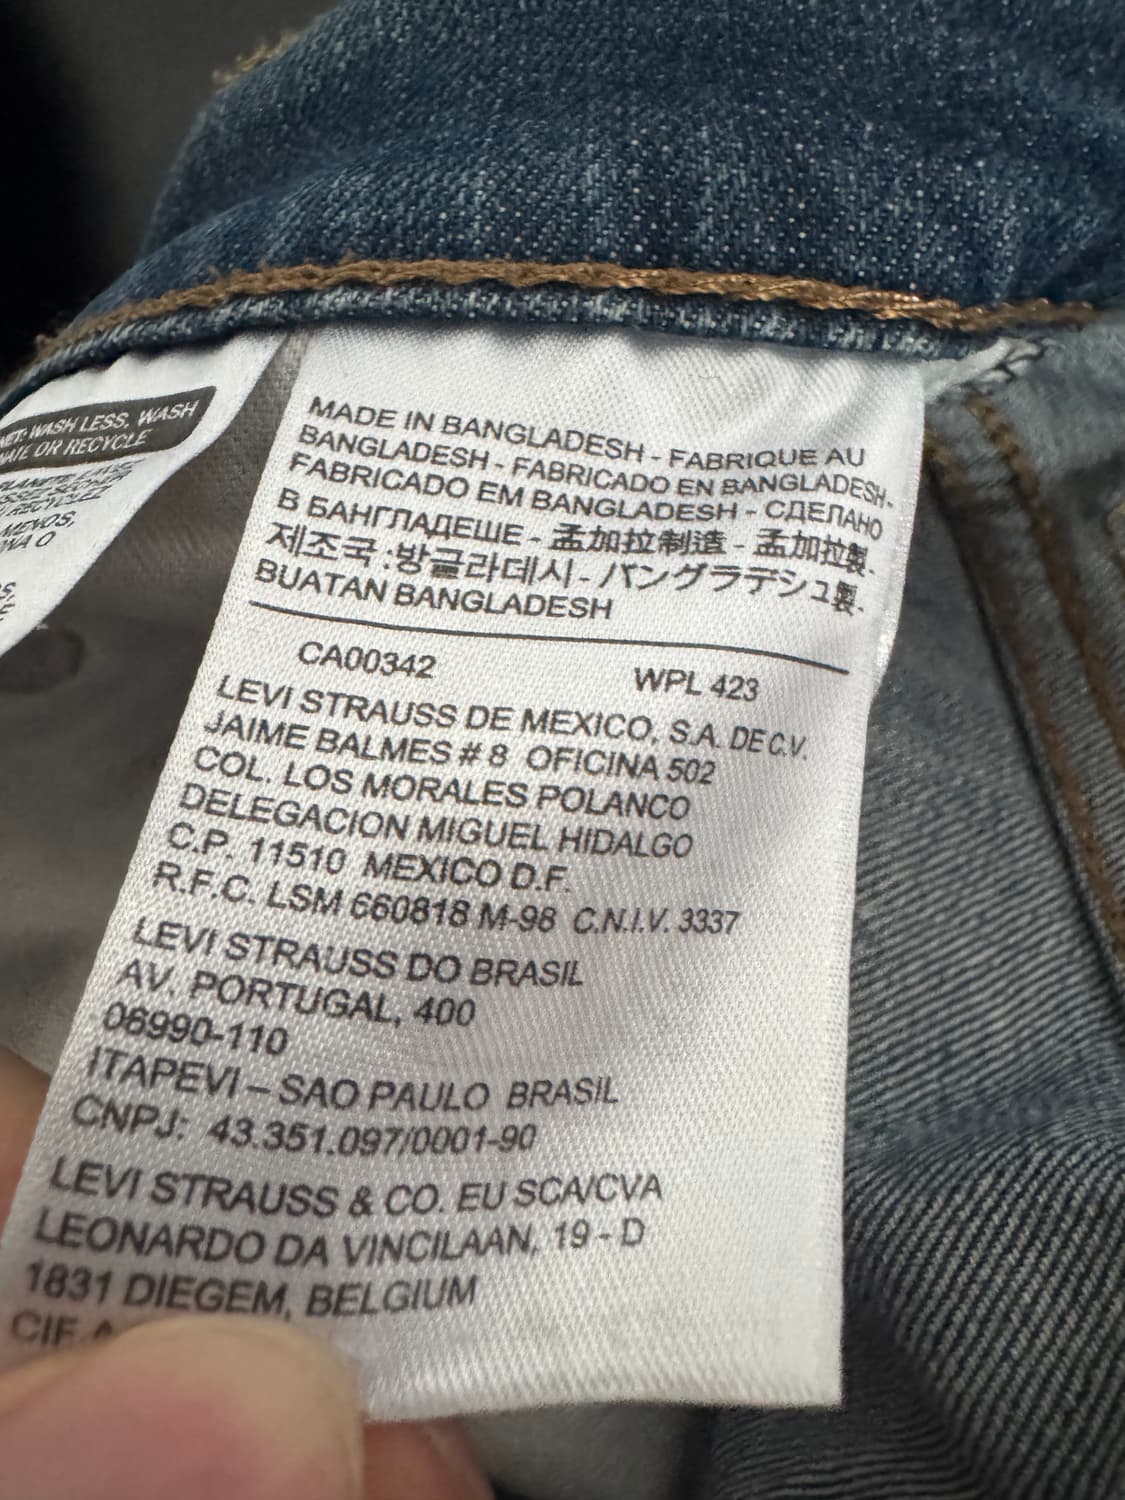 WASH LESS, WASH
OR RECYCLE
MADE IN BANGLADESH - FABRIQUE AU
BANGLADESH - FABRICADO EN BANGLADESH -
FABRICADO EM BANGLADESH - СДЕЛАНО
В БАНГЛАДЕШЕ - 孟加拉制造 - 孟加拉製.
제조국 :방글라데시- バングラデシュ製.
BUATAN BANGLADESH
CA00342 WPL 423
LEVI STRAUSS DE MEXICO, S.A. DE C.V.
JAIME BALMES # 8 OFICINA 502
COL. LOS MORALES POLANCO
DELEGACION MIGUEL HIDALGO
C.P. 11510 MEXICO D.F.
R.F.C. LSM 660818 M-98 C.N.I.V. 3337
LEVI STRAUSS DO BRASIL
AV. PORTUGAL, 400
06990-110
ITAPEVI – SAO PAULO BRASIL
CNPJ: 43.351.097/0001-90
LEVI STRAUSS & CO. EU SCA/CVA
LEONARDO DA VINCILAAN, 19 - D
1831 DIEGEM, BELGIUM